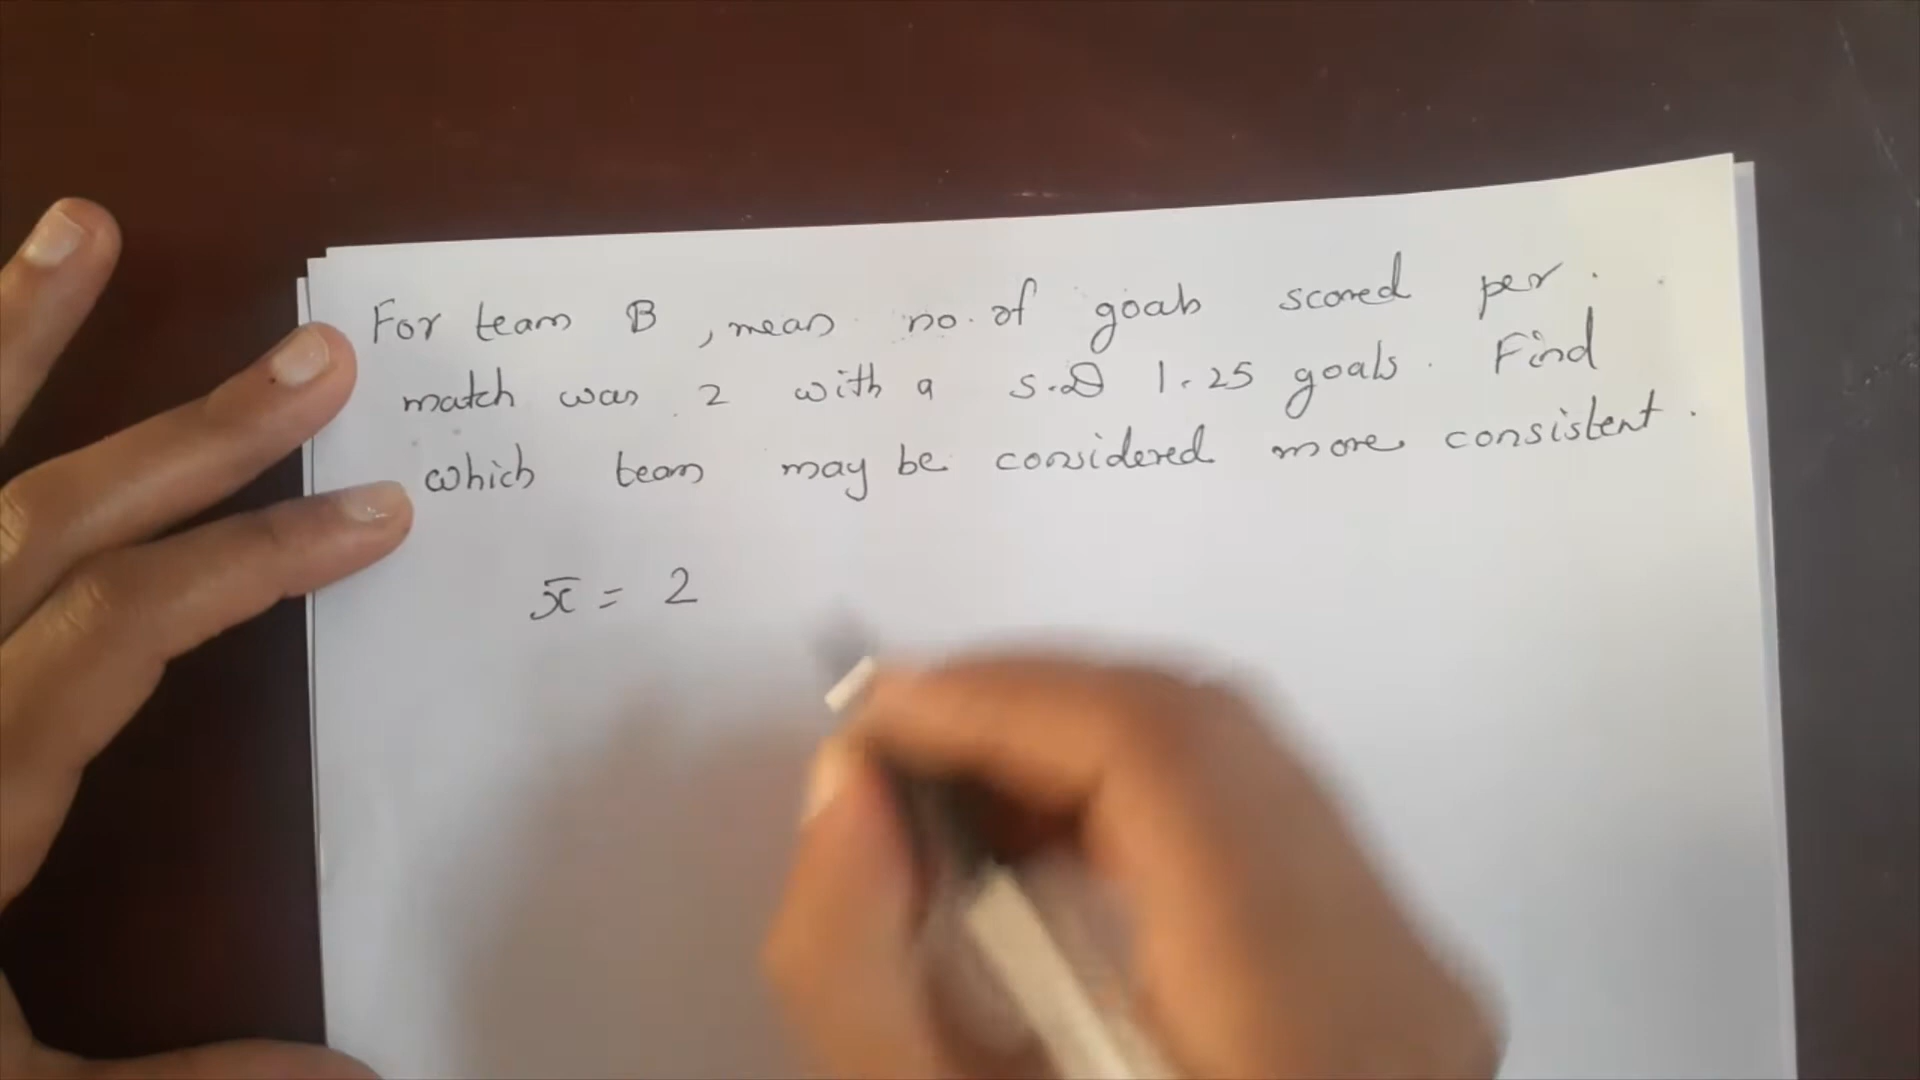 For team B, mean no. of goals scored per
match was 2 with a S.D 1.25 goals. Find
which team may be considered more consistent.
x̄ = 2